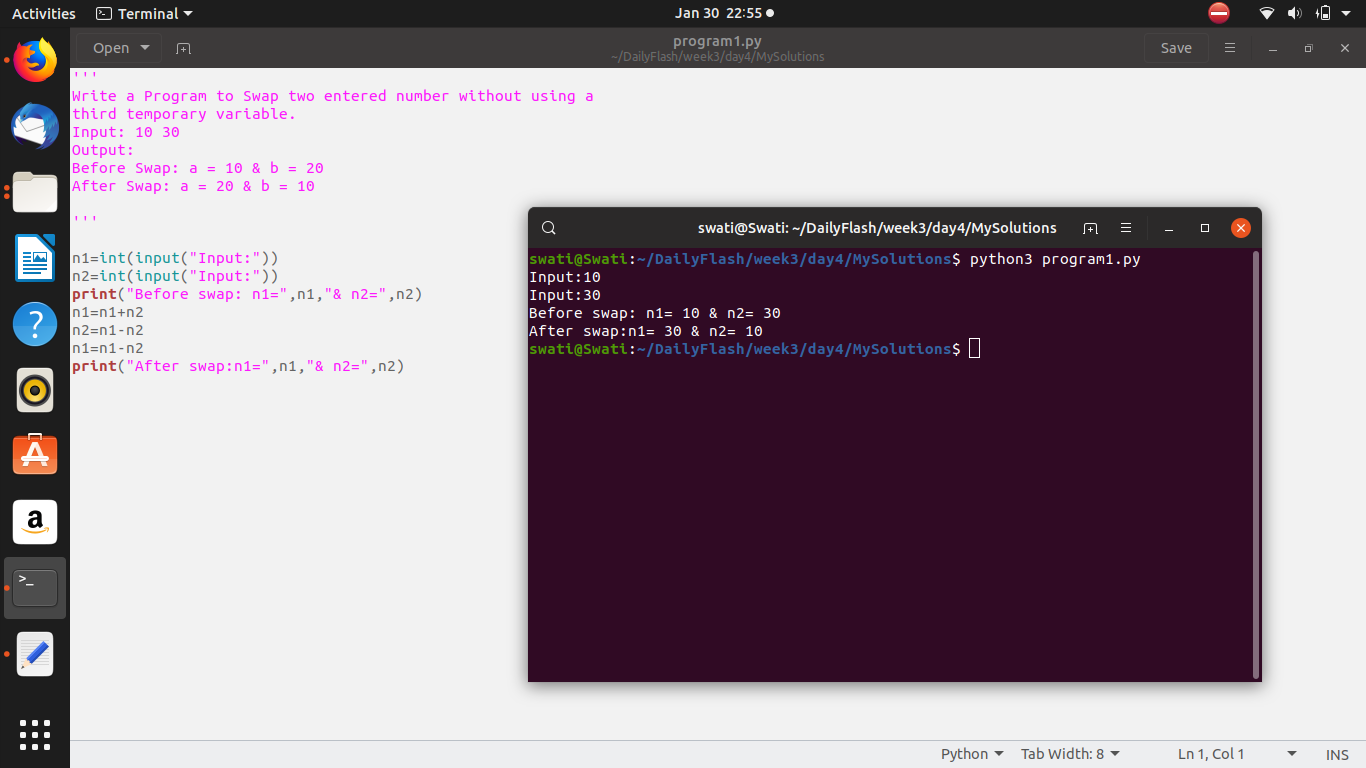 Activities Terminal Jan 30 22:55
Open program1.py Save
~/DailyFlash/week3/day4/MySolutions
'''
Write a Program to Swap two entered number without using a
third temporary variable.
Input: 10 30
Output:
Before Swap: a = 10 & b = 20
After Swap: a = 20 & b = 10
'''
n1=int(input("Input:"))
n2=int(input("Input:"))
print("Before swap: n1=",n1,"& n2=",n2)
n1=n1+n2
n2=n1-n2
n1=n1-n2
print("After swap:n1=",n1,"& n2=",n2)
swati@Swati: ~/DailyFlash/week3/day4/MySolutions
swati@Swati:~/DailyFlash/week3/day4/MySolutions$ python3 program1.py
Input:10
Input:30
Before swap: n1= 10 & n2= 30
After swap:n1= 30 & n2= 10
swati@Swati:~/DailyFlash/week3/day4/MySolutions$
?
a
>_
Python Tab Width: 8 Ln 1, Col 1 INS